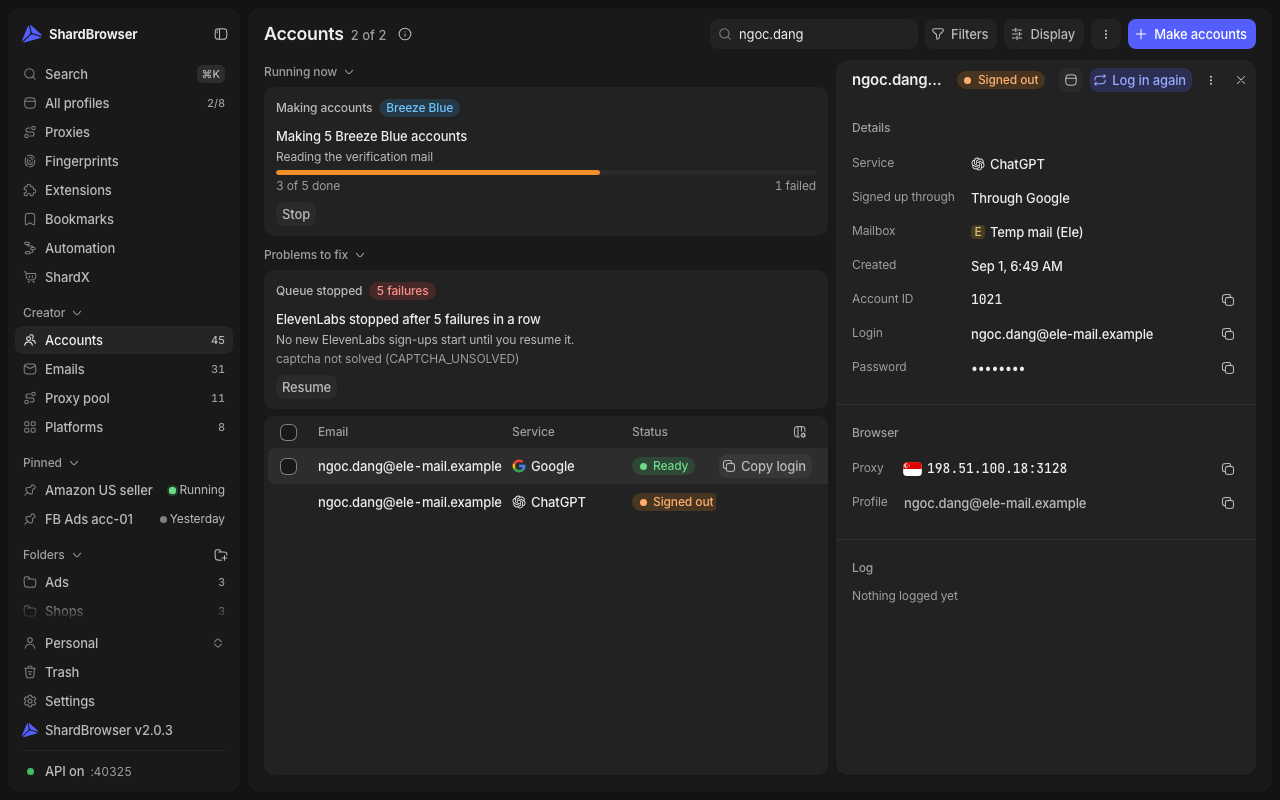 ShardBrowser
Search ⌘K
All profiles 2/8
Proxies
Fingerprints
Extensions
Bookmarks
Automation
ShardX
Creator
Accounts 45
Emails 31
Proxy pool 11
Platforms 8
Pinned
Amazon US seller Running
FB Ads acc-01 Yesterday
Folders
Ads 3
Shops 3
Personal
Trash
Settings
ShardBrowser v2.0.3
API on :40325
Accounts 2 of 2
ngoc.dang
Filters
Display
Make accounts
Running now
Making accounts Breeze Blue
Making 5 Breeze Blue accounts
Reading the verification mail
3 of 5 done 1 failed
Stop
Problems to fix
Queue stopped 5 failures
ElevenLabs stopped after 5 failures in a row
No new ElevenLabs sign-ups start until you resume it.
captcha not solved (CAPTCHA_UNSOLVED)
Resume
Email Service Status
ngoc.dang@ele-mail.example Google Ready Copy login
ngoc.dang@ele-mail.example ChatGPT Signed out
ngoc.dang... Signed out Log in again
Details
Service ChatGPT
Signed up through Through Google
Mailbox E Temp mail (Ele)
Created Sep 1, 6:49 AM
Account ID 1021
Login ngoc.dang@ele-mail.example
Password ••••••••
Browser
Proxy 198.51.100.18:3128
Profile ngoc.dang@ele-mail.example
Log
Nothing logged yet